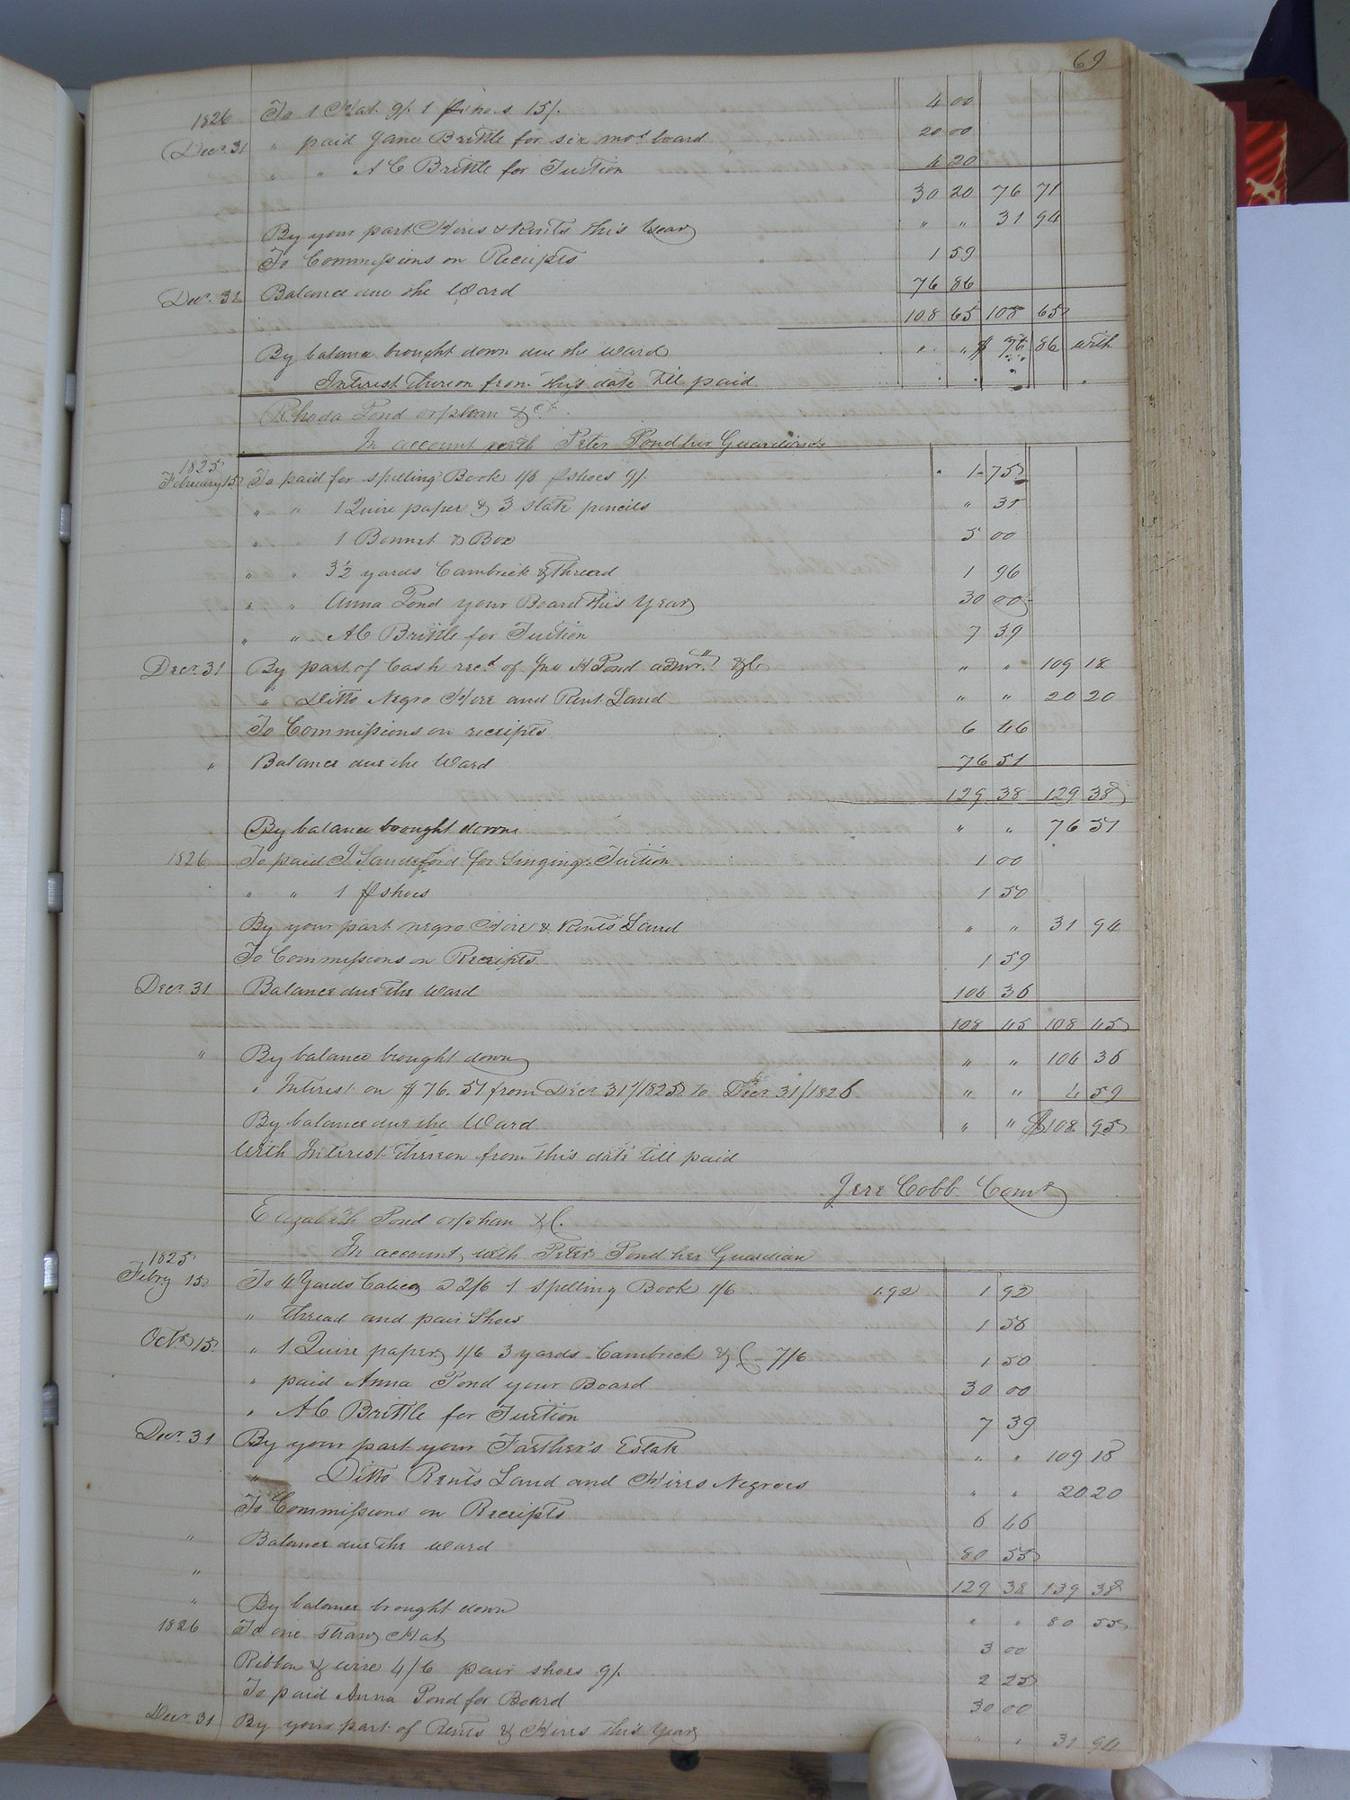 69
1826 To 1 Hat 9/. 1 pr shoes 15/. 4 00
Decr. 31 " paid Jane Brittle for six mos board 20 00
" " A C Brittle for Tuition 4 20
30 20 76 71
By your part Hires & Rents this Year " " 31 94
To Commissions on Receipts 1 59
Decr. 31 Balance due the Ward 76 86
108 65 108 65
By balance brought down due the ward " " $ 76 86 with
Interest thereon from this date till paid
Rhoda Pond orphan &c.
In account with Peter Pond her Guardian
1825
February 15 To paid for spelling Book 1/6 pr shoes 9/. 1 75
" " 1 Quire paper & 3 slate pencils " 31
1 Bonnet & Box 5 00
" " 3½ yards Cambrick & Thread 1 96
" " Anna Pond your Board this Year 30 00
" " A C Brittle for Tuition 7 39
Decr 31 By part of Cash recd of Jno H Pond admr. &c " " 109 18
" Ditto Negro Hire and Rent Land " " 20 20
To Commissions on receipts 6 46
" Balance due the Ward 76 51
129 38 129 38
By balance brought down " " 76 51
1826 To paid J Sandeford for Singing Tuition 1 00
" " 1 pr shoes 1 50
By your part negro Hire & Rents Land " " 31 94
To Commissions on Receipts 1 59
Decr 31 Balance due the Ward 106 36
108 45 108 45
" By balance brought down " " 106 36
" Interest on $76.51 from Decr 31/1825 to Decr 31/1826 " " 4 59
By balance due the Ward " " $108 95
With Interest thereon from this date till paid
Jere Cobb Comr
Elizabeth Pond orphan &c.
In account with Peter Pond her Guardian
1825
Febry 15 To 4 Yards Calico a 2/6 1 spelling Book 1/6 1.92 1 92
" Thread and pair Shoes 1 58
Octr 15 " 1 Quire paper 1/6 3 yards Cambrick &c 7/6 1 50
" paid Anna Pond your Board 30 00
" A C Brittle for Tuition 7 39
Decr. 31 By your part your Farther's Estate " " 109 18
" Ditto Rents Land and Hires Negroes " " 20 20
To Commissions on Receipts 6 46
" Balance due the ward 80 55
" 129 38 139 38
" By balance brought down " " 80 55
1826 To one straw Hat 3 00
Ribbon & wire 4/6 pair shoes 9/. 2 25
To paid Anna Pond for Board 30 00
Decr 31 By your part of Rents & Hires this Year " " 31 94